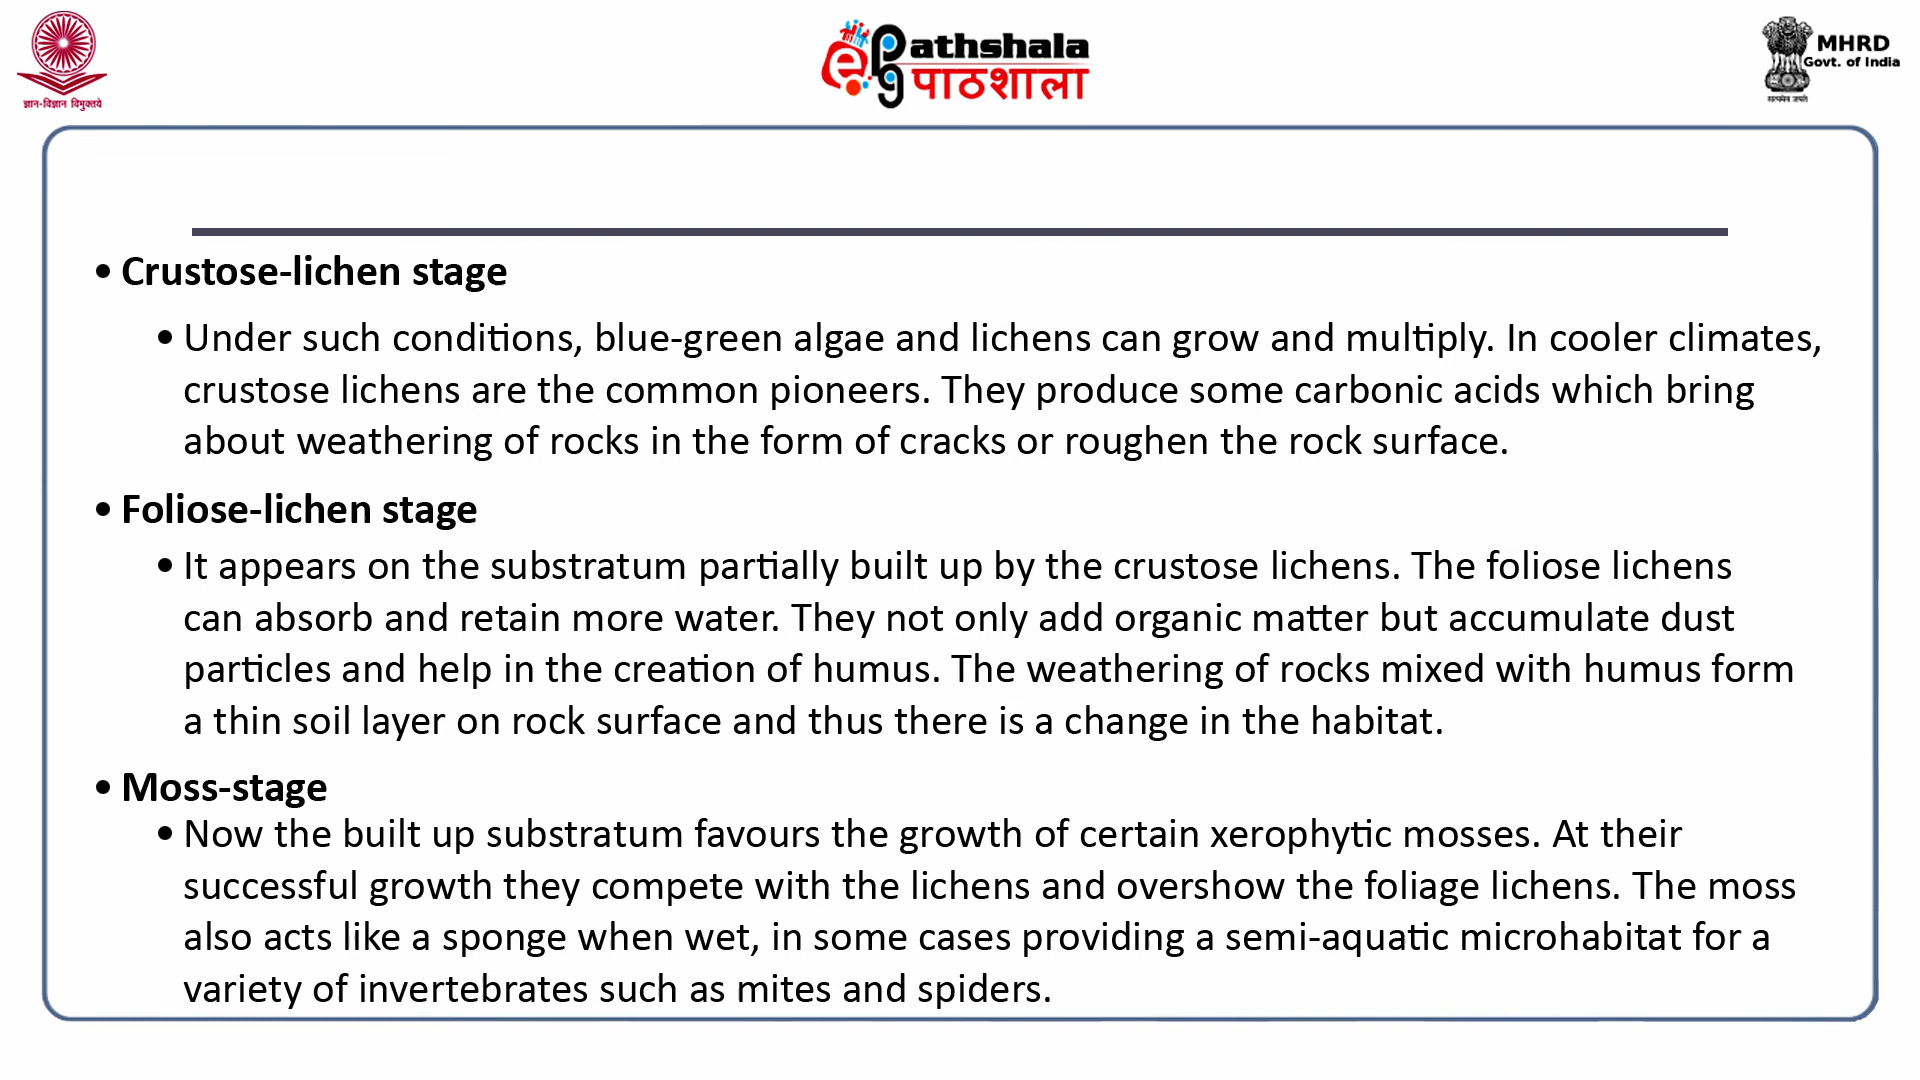 ज्ञान-विज्ञान विमुक्तये
athshala
पाठशाला
MHRD
Govt. of India
सत्यमेव जयते
• Crustose-lichen stage
• Under such conditions, blue-green algae and lichens can grow and multiply. In cooler climates,
crustose lichens are the common pioneers. They produce some carbonic acids which bring
about weathering of rocks in the form of cracks or roughen the rock surface.
• Foliose-lichen stage
• It appears on the substratum partially built up by the crustose lichens. The foliose lichens
can absorb and retain more water. They not only add organic matter but accumulate dust
particles and help in the creation of humus. The weathering of rocks mixed with humus form
a thin soil layer on rock surface and thus there is a change in the habitat.
• Moss-stage
• Now the built up substratum favours the growth of certain xerophytic mosses. At their
successful growth they compete with the lichens and overshow the foliage lichens. The moss
also acts like a sponge when wet, in some cases providing a semi-aquatic microhabitat for a
variety of invertebrates such as mites and spiders.